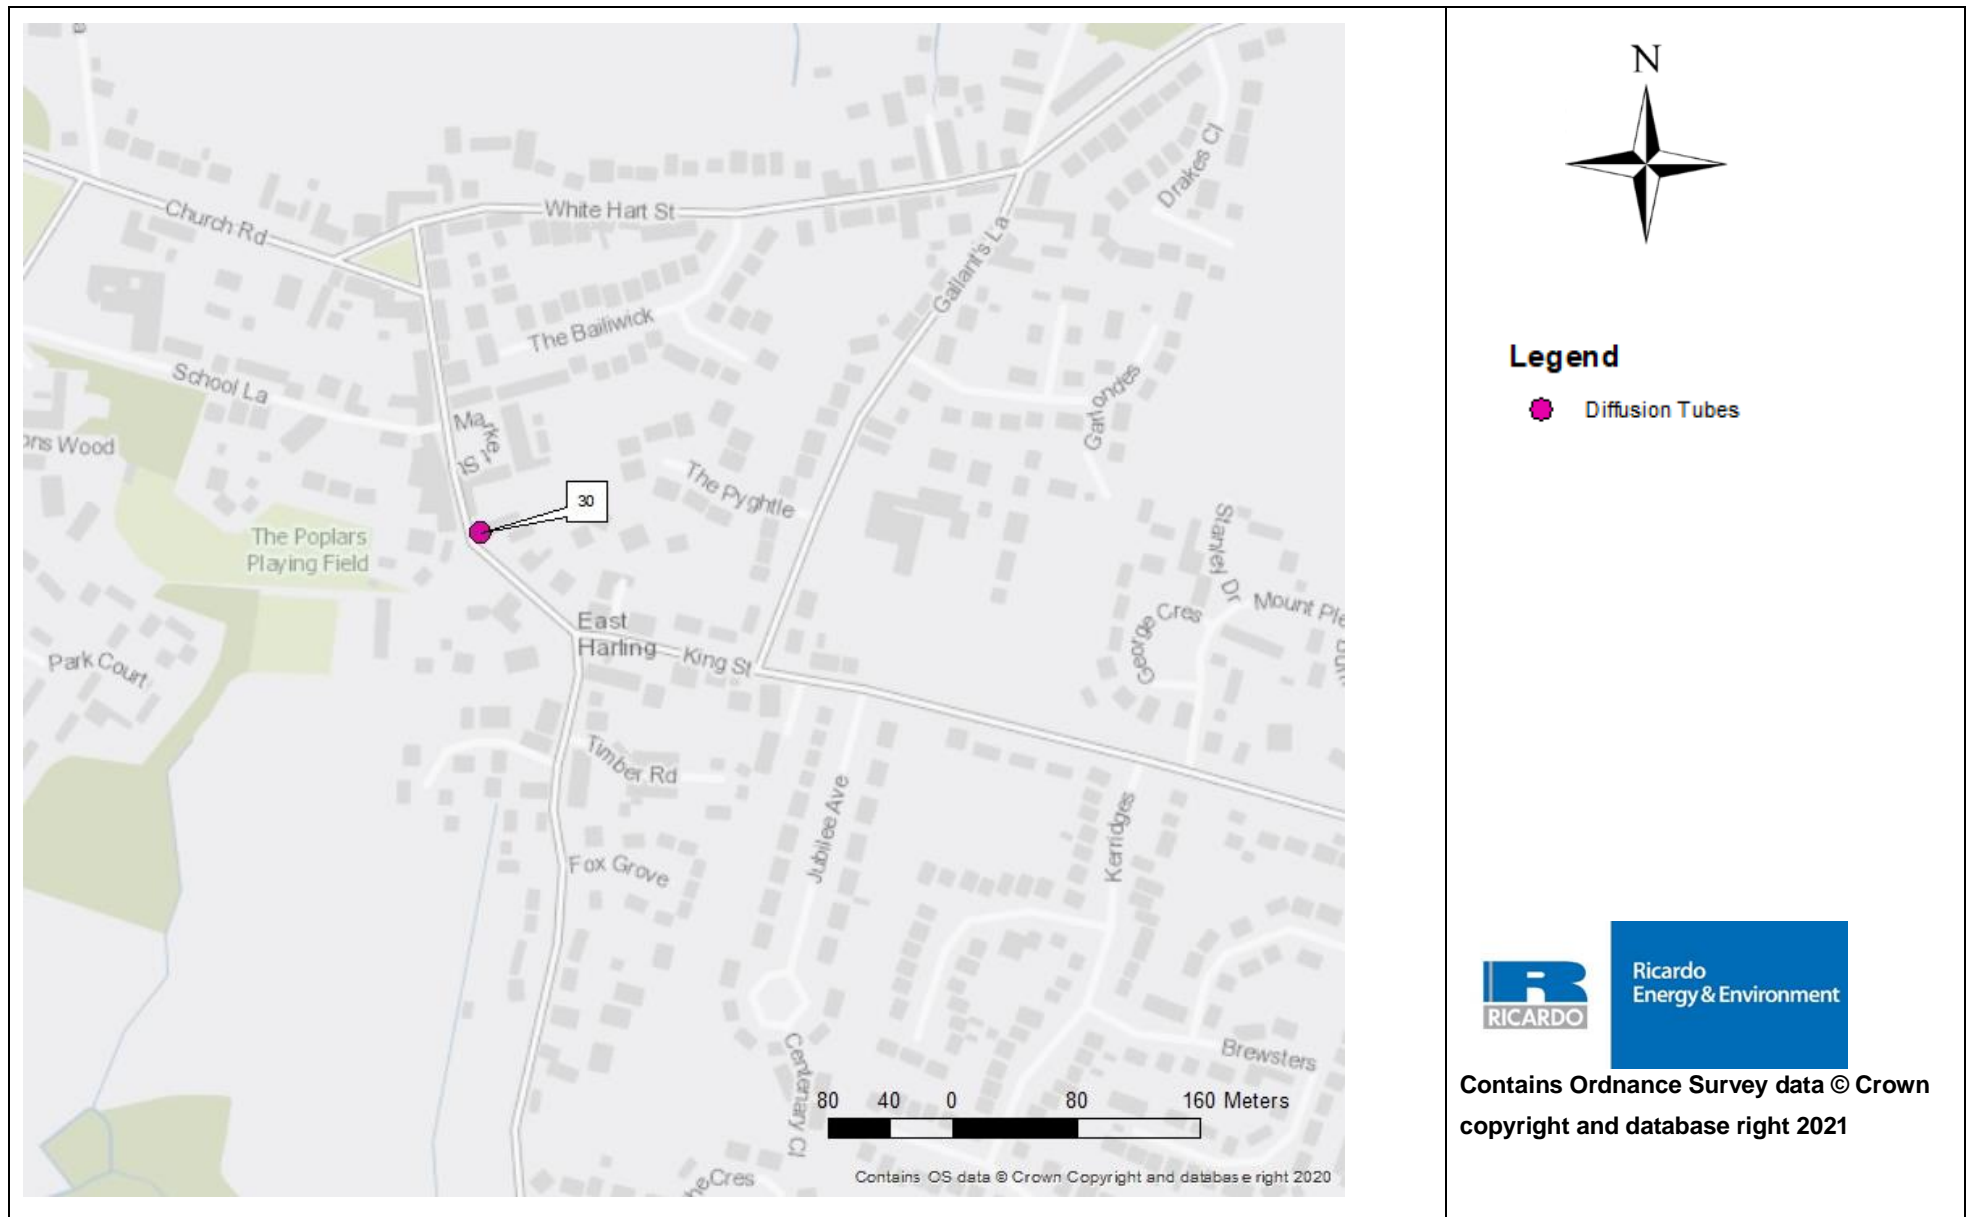 Church Rd
White Hart St
Drakes Cl
Gallant's La
The Bailiwick
School La
Market St
Garlondes
ons Wood
The Pyghtle
30
The Poplars
Playing Field
Stanley Dr
George Cres
Mount Ple
East
Harling
King St
Park Court
Timber Rd
Jubilee Ave
Kerridges
Fox Grove
Centenary Cl
Brewsters
80 40 0 80 160 Meters
he Cres
Contains OS data © Crown Copyright and database right 2020
N
Legend
Diffusion Tubes
RICARDO
Ricardo
Energy & Environment
Contains Ordnance Survey data © Crown
copyright and database right 2021